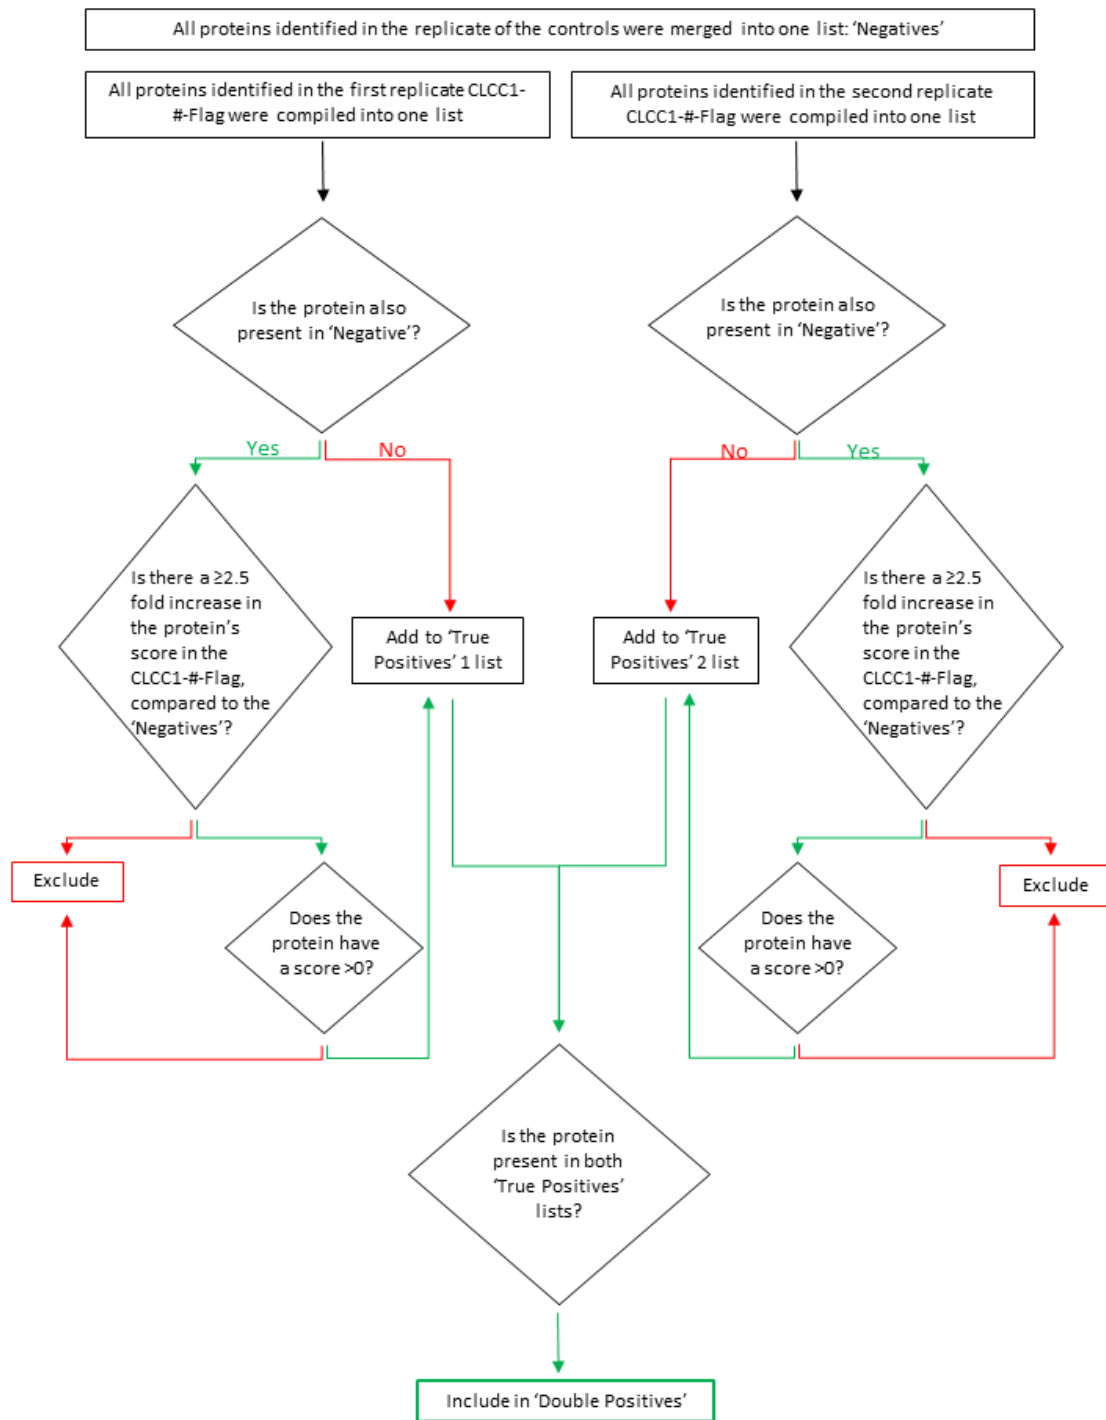 All proteins identified in the replicate of the controls were merged into one list: ‘Negatives’
All proteins identified in the first replicate CLCC1-
#-Flag were compiled into one list
All proteins identified in the second replicate
CLCC1-#-Flag were compiled into one list
Is the protein also
present in ‘Negative’?
Is the protein also
present in ‘Negative’?
Yes
No
No
Yes
Is there a ≥2.5
fold increase in
the protein’s
score in the
CLCC1-#-Flag,
compared to the
‘Negatives’?
Add to ‘True
Positives’ 1 list
Add to ‘True
Positives’ 2 list
Is there a ≥2.5
fold increase in
the protein’s
score in the
CLCC1-#-Flag,
compared to the
‘Negatives’?
Exclude
Does the
protein have
a score >0?
Does the
protein have
a score >0?
Exclude
Is the protein
present in both
‘True Positives’
lists?
Include in ‘Double Positives’